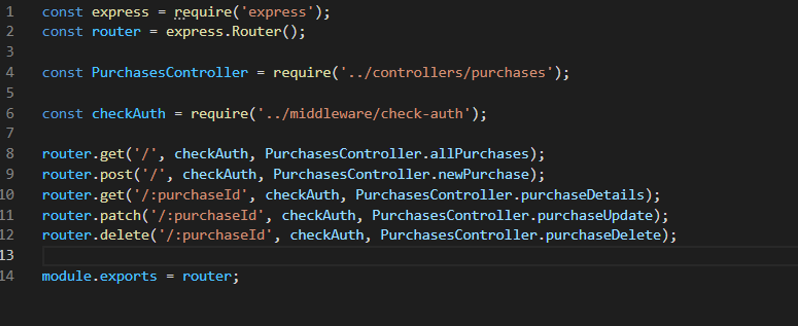 1 const express = require('express');
2 const router = express.Router();
3
4 const PurchasesController = require('../controllers/purchases');
5
6 const checkAuth = require('../middleware/check-auth');
7
8 router.get('/', checkAuth, PurchasesController.allPurchases);
9 router.post('/', checkAuth, PurchasesController.newPurchase);
10 router.get('/:purchaseId', checkAuth, PurchasesController.purchaseDetails);
11 router.patch('/:purchaseId', checkAuth, PurchasesController.purchaseUpdate);
12 router.delete('/:purchaseId', checkAuth, PurchasesController.purchaseDelete);
13
14 module.exports = router;